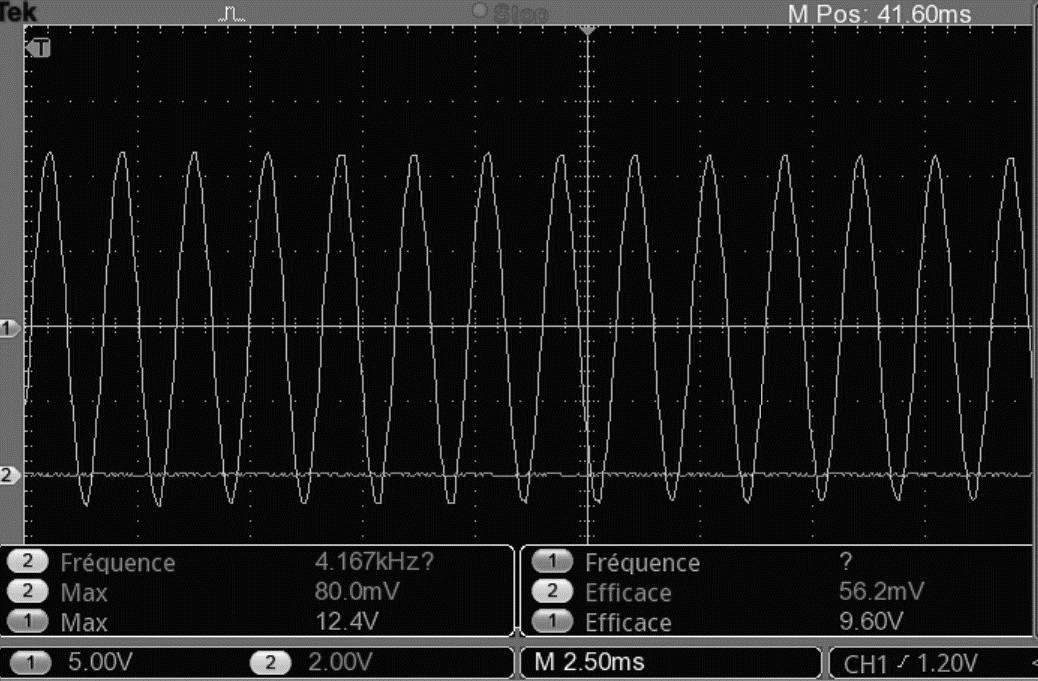 Tek Stop M Pos: 41.60ms
T
1
2
2 Fréquence 4.167kHz?
2 Max 80.0mV
1 Max 12.4V
1 Fréquence ?
2 Efficace 56.2mV
1 Efficace 9.60V
1 5.00V 2 2.00V M 2.50ms CH1 1.20V